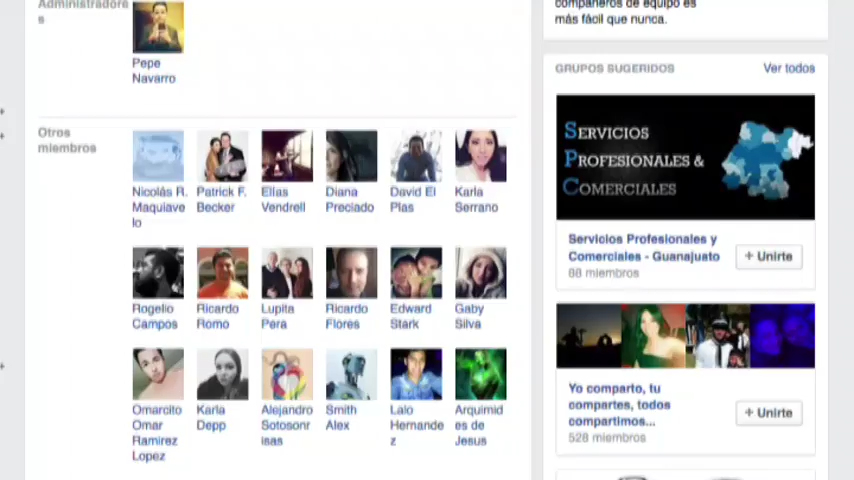 Administradore
s
Pepe
Navarro
Otros
miembros
Nicolás R.
Maquiave
lo
Patrick F.
Becker
Elías
Vendrell
Diana
Preciado
David El
Plas
Karla
Serrano
Rogelio
Campos
Ricardo
Romo
Lupita
Pera
Ricardo
Flores
Edward
Stark
Gaby
Silva
Omarcito
Omar
Ramirez
Lopez
Karla
Depp
Alejandro
Sotosonr
isas
Smith
Alex
Lalo
Hernande
z
Arquimid
es de
Jesus
compañeros de equipo es
más fácil que nunca.
GRUPOS SUGERIDOS
Ver todos
SERVICIOS
PROFESIONALES &
COMERCIALES
Servicios Profesionales y
Comerciales - Guanajuato
+ Unirte
68 miembros
Yo comparto, tu
compartes, todos
compartimos...
+ Unirte
528 miembros